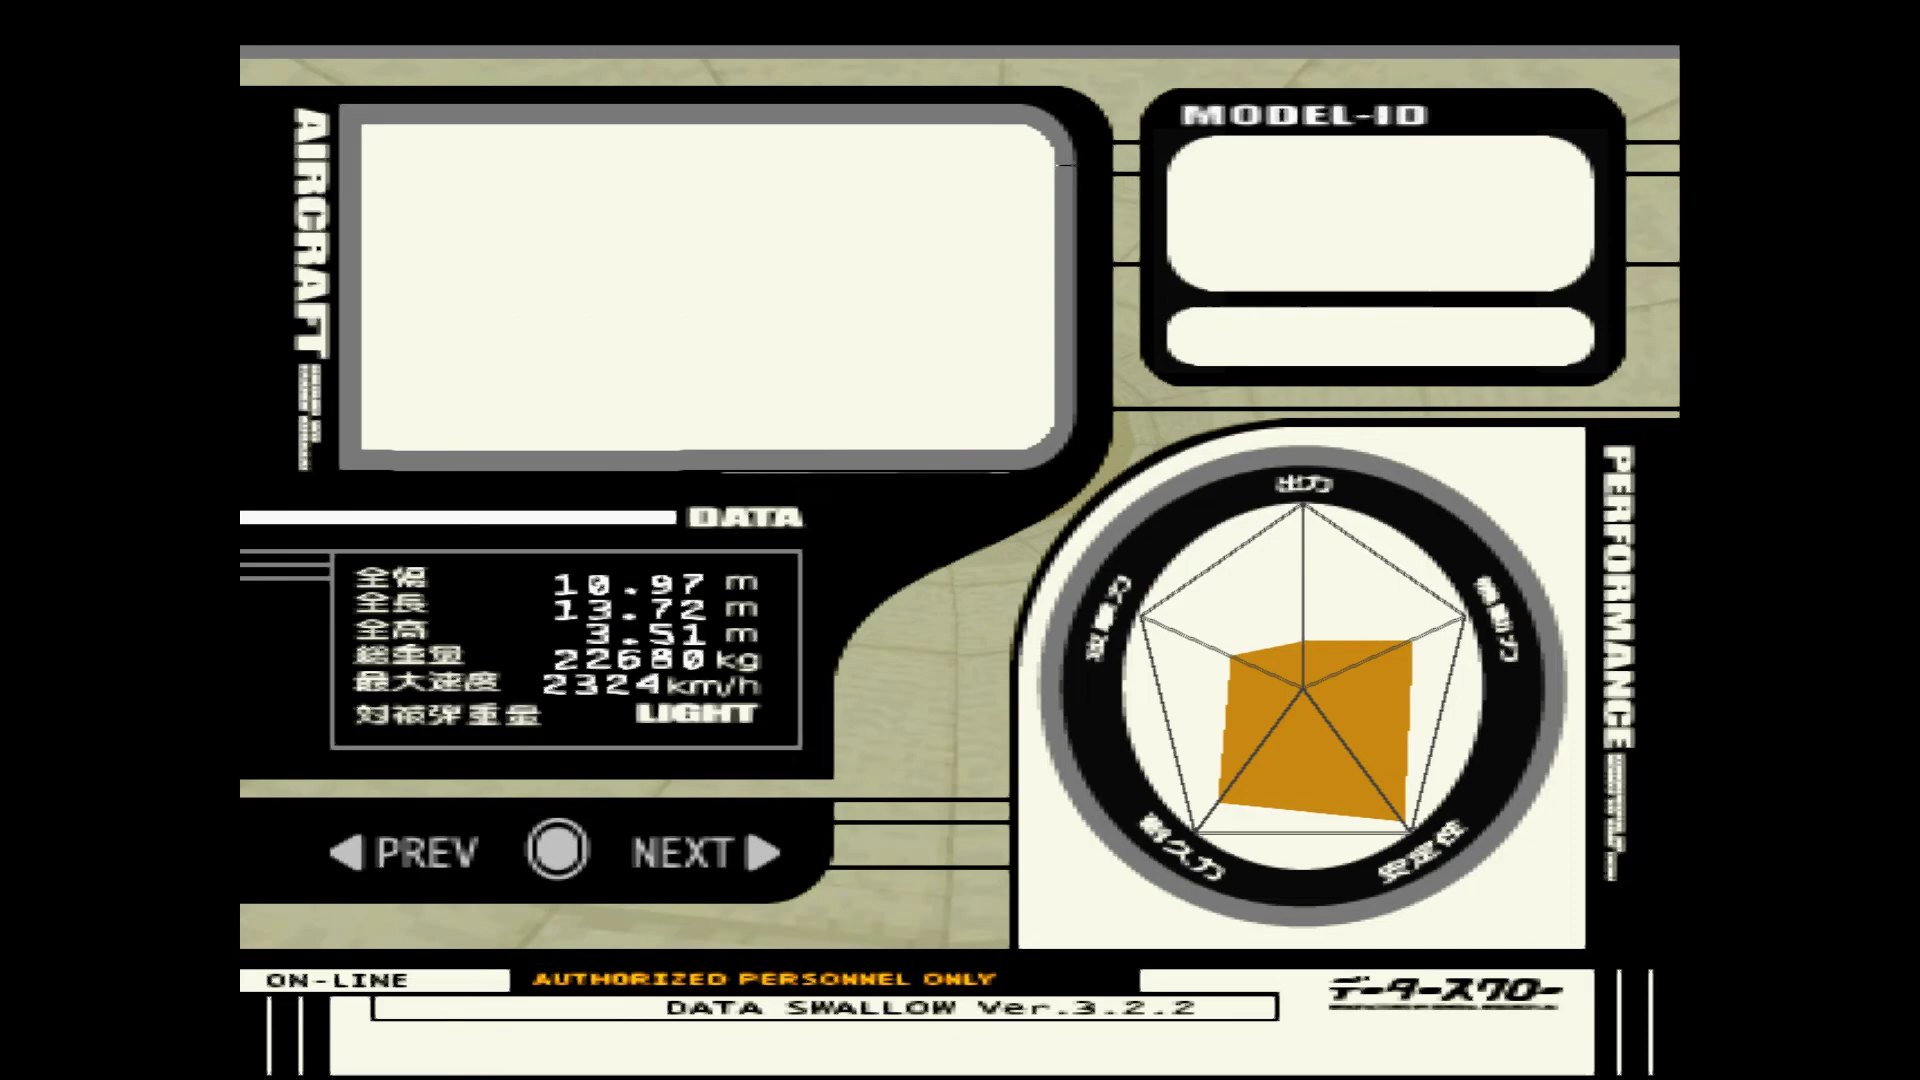 AIRCRAFT
MODEL-ID
DATA
全幅 10.97 m
全長 13.72 m
全高 3.51 m
総重量 22680 kg
最大速度 2324 km/h
対被弾重量 LIGHT
PREV
NEXT
PERFORMANCE
出力
機動力
安定性
耐久力
攻撃力
ON-LINE
AUTHORIZED PERSONNEL ONLY
DATA SWALLOW Ver.3.2.2
データースワロー